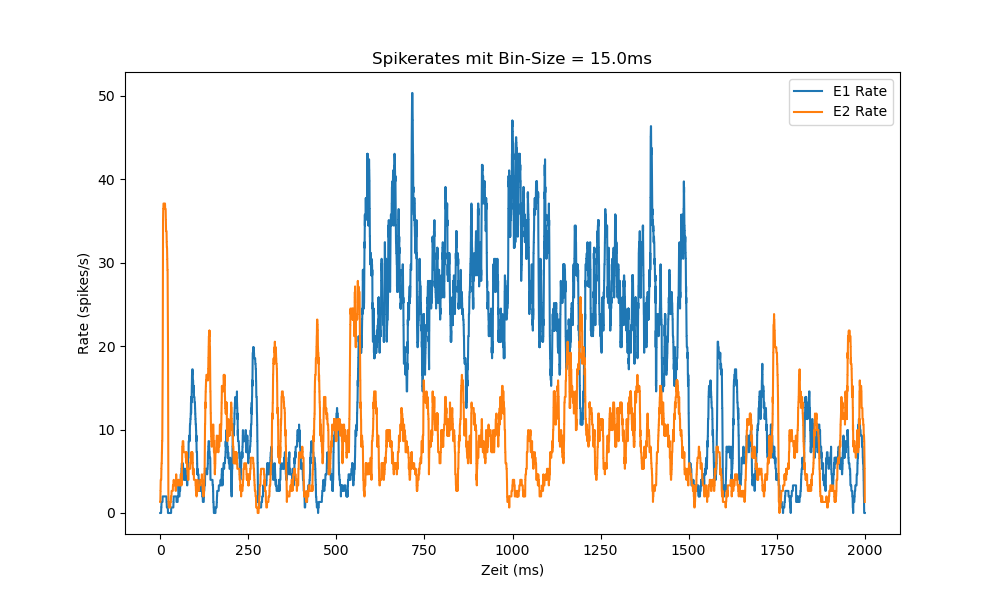 Spikerates mit Bin-Size = 15.0ms
E1 Rate
E2 Rate
Rate (spikes/s)
50
40
30
20
10
0
0 250 500 750 1000 1250 1500 1750 2000
Zeit (ms)